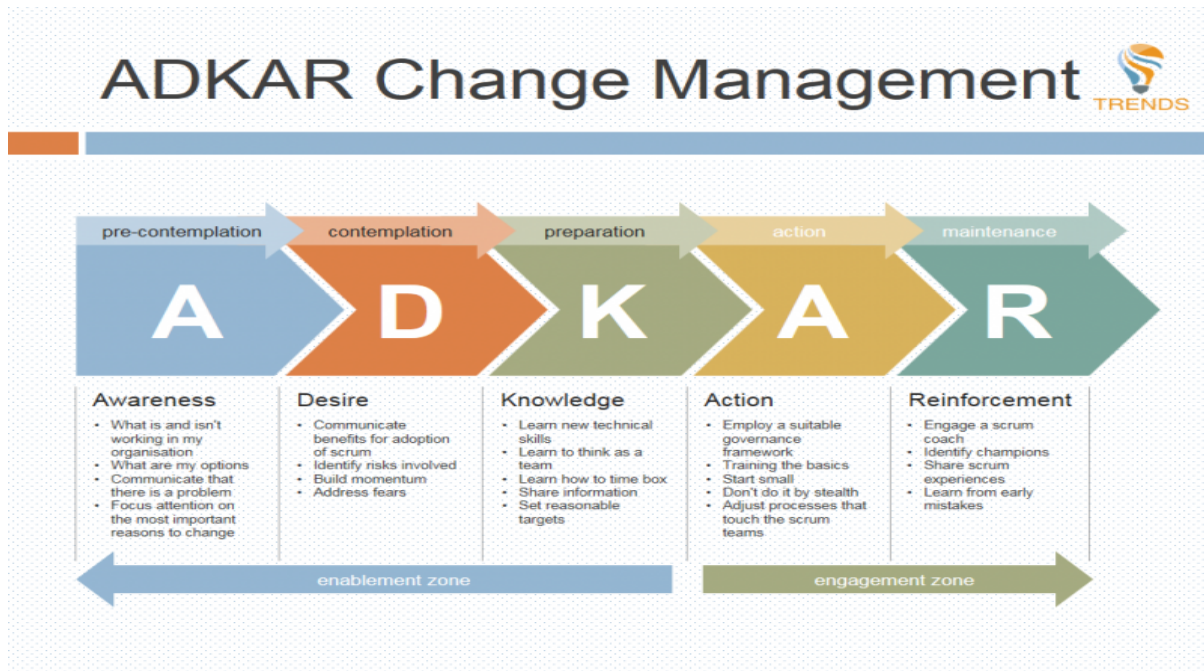 ADKAR Change Management
TRENDS
pre-contemplation
contemplation
preparation
action
maintenance
A
D
K
A
R
Awareness
• What is and isn't
working in my
organisation
• What are my options
• Communicate that
there is a problem
• Focus attention on
the most important
reasons to change
Desire
• Communicate
benefits for adoption
of scrum
• Identify risks involved
• Build momentum
• Address fears
Knowledge
• Learn new technical
skills
• Learn to think as a
team
• Learn how to time box
• Share information
• Set reasonable
targets
Action
• Employ a suitable
governance
framework
• Training the basics
• Start small
• Don't do it by stealth
• Adjust processes that
touch the scrum
teams
Reinforcement
• Engage a scrum
coach
• Identify champions
• Share scrum
experiences
• Learn from early
mistakes
enablement zone
engagement zone